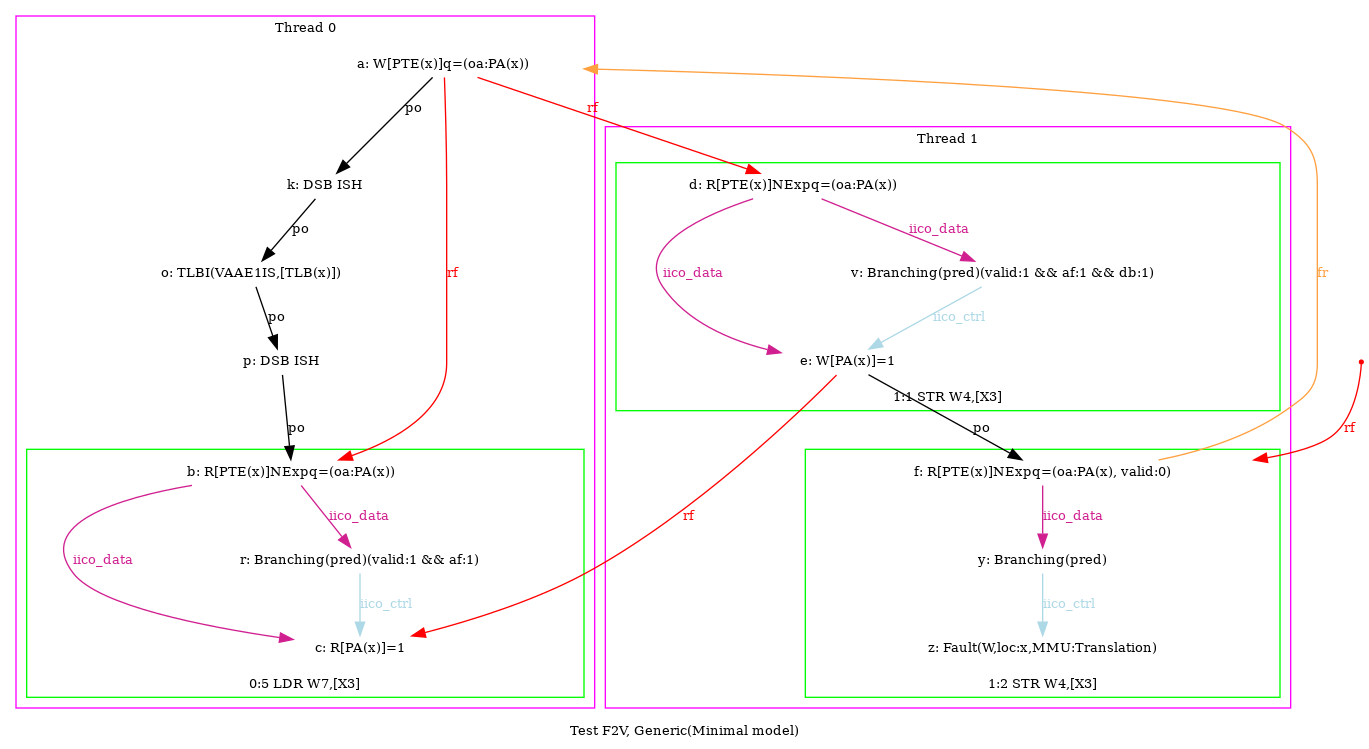 Thread 0
a: W[PTE(x)]q=(oa:PA(x))
po
rf
Thread 1
k: DSB ISH
d: R[PTE(x)]NExpq=(oa:PA(x))
po
iico_data
o: TLBI(VAAE1IS,[TLB(x)])
rf
iico_data
v: Branching(pred)(valid:1 && af:1 && db:1)
fr
po
iico_ctrl
p: DSB ISH
e: W[PA(x)]=1
1:1 STR W4,[X3]
po
po
rf
b: R[PTE(x)]NExpq=(oa:PA(x))
f: R[PTE(x)]NExpq=(oa:PA(x), valid:0)
iico_data
rf
iico_data
iico_data
r: Branching(pred)(valid:1 && af:1)
y: Branching(pred)
iico_ctrl
iico_ctrl
c: R[PA(x)]=1
z: Fault(W,loc:x,MMU:Translation)
0:5 LDR W7,[X3]
1:2 STR W4,[X3]
Test F2V, Generic(Minimal model)